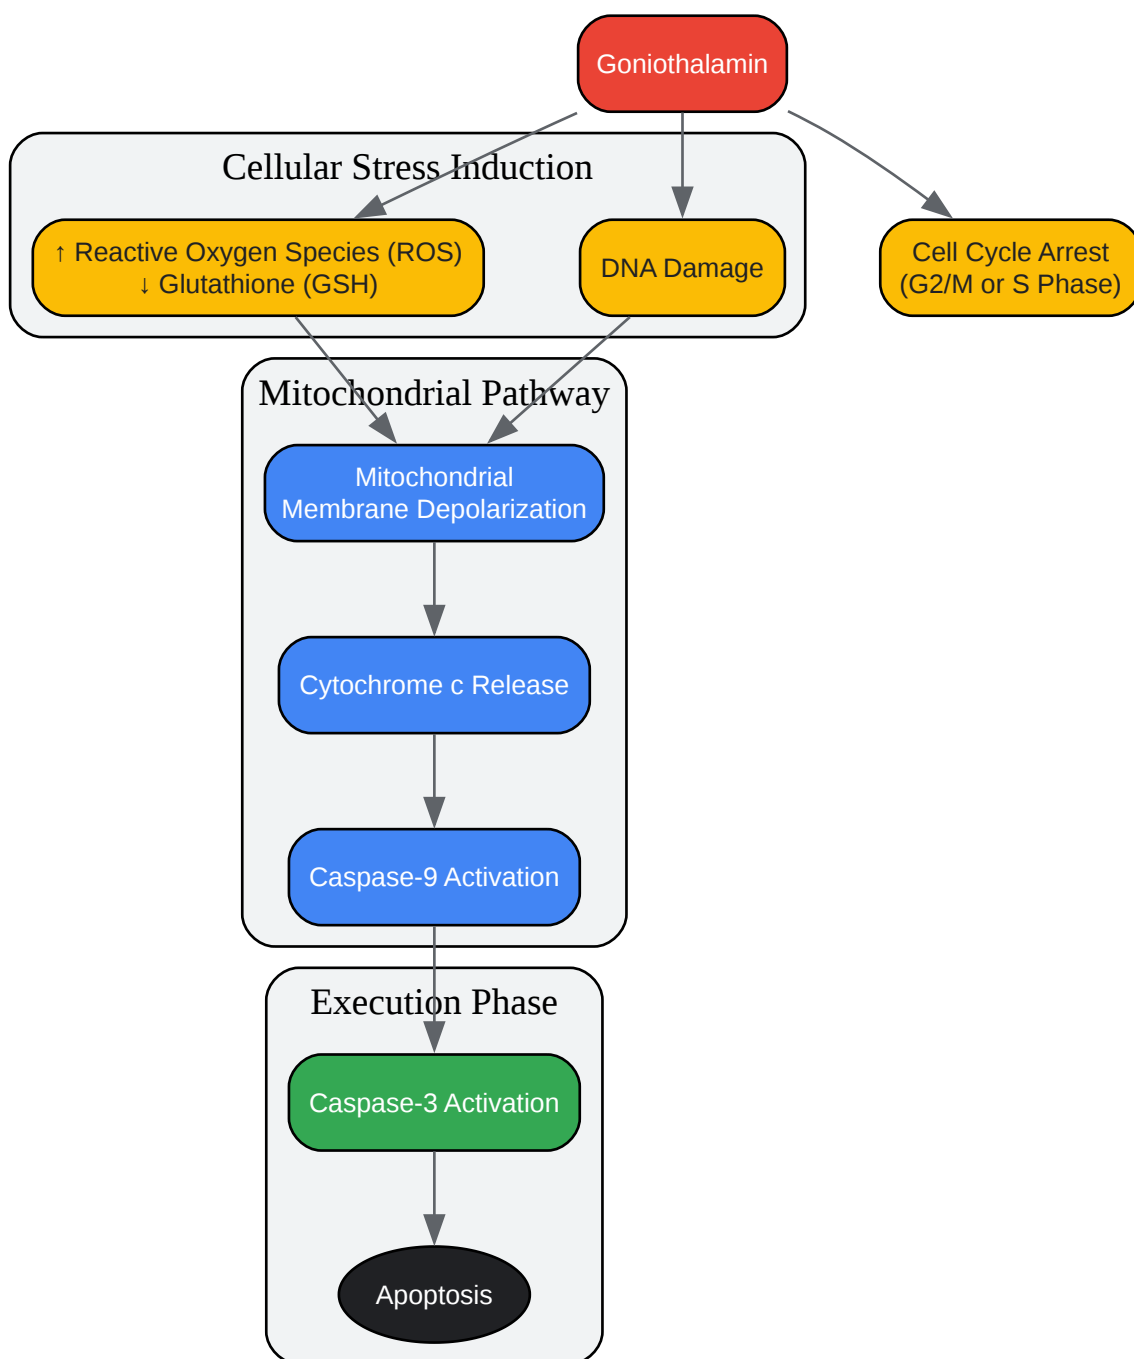 Goniothalamin
Cellular Stress Induction
↑ Reactive Oxygen Species (ROS)
↓ Glutathione (GSH)
DNA Damage
Cell Cycle Arrest
(G2/M or S Phase)
Mitochondrial Pathway
Mitochondrial
Membrane Depolarization
Cytochrome c Release
Caspase-9 Activation
Execution Phase
Caspase-3 Activation
Apoptosis